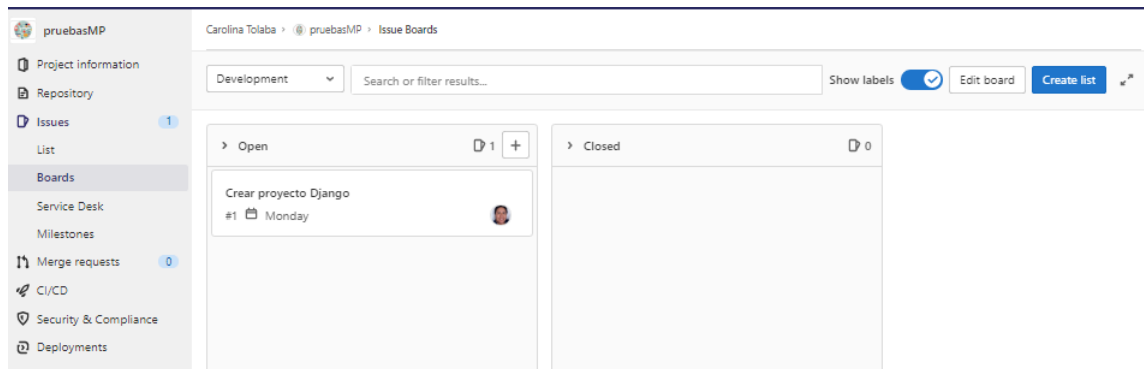 pruebasMP
Carolina Tolaba > pruebasMP > Issue Boards
Project information
Repository
Issues 1
List
Boards
Service Desk
Milestones
Merge requests 0
CI/CD
Security & Compliance
Deployments
Development
Search or filter results...
Show labels
Edit board
Create list
Open 1 +
Crear proyecto Django
#1 Monday
Closed 0